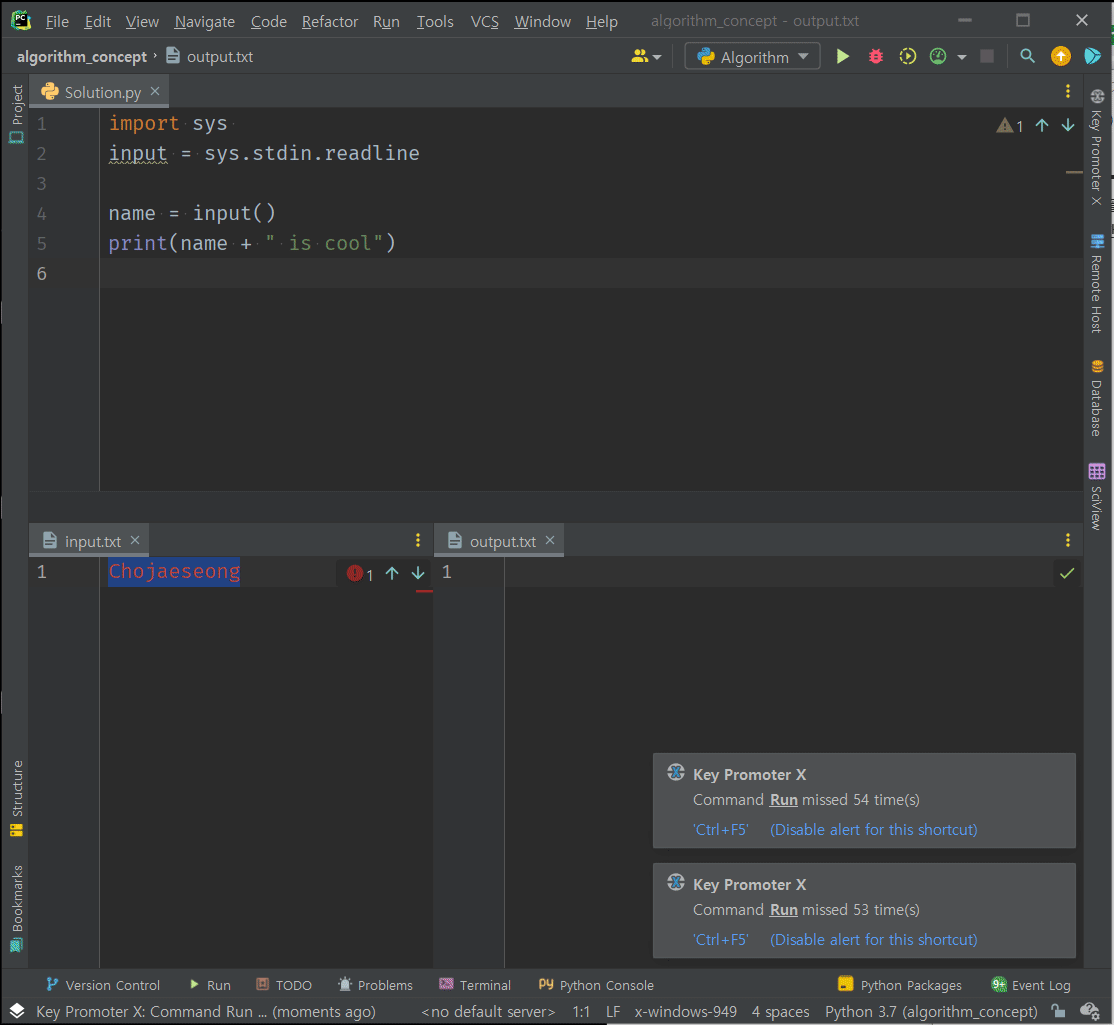 PC File Edit View Navigate Code Refactor Run Tools VCS Window Help algorithm_concept - output.txt
algorithm_concept output.txt Algorithm
Project
Solution.py
1 import sys
2 input = sys.stdin.readline
3
4 name = input()
5 print(name + " is cool")
6
1
Key Promoter X
Remote Host
Database
SciView
input.txt
1 Chojaeseong
1
output.txt
1
Key Promoter X
Command Run missed 54 time(s)
'Ctrl+F5' (Disable alert for this shortcut)
Key Promoter X
Command Run missed 53 time(s)
'Ctrl+F5' (Disable alert for this shortcut)
Structure
Bookmarks
Version Control Run TODO Problems Terminal Python Console Python Packages 9+ Event Log
Key Promoter X: Command Run ... (moments ago) <no default server> 1:1 LF x-windows-949 4 spaces Python 3.7 (algorithm_concept)